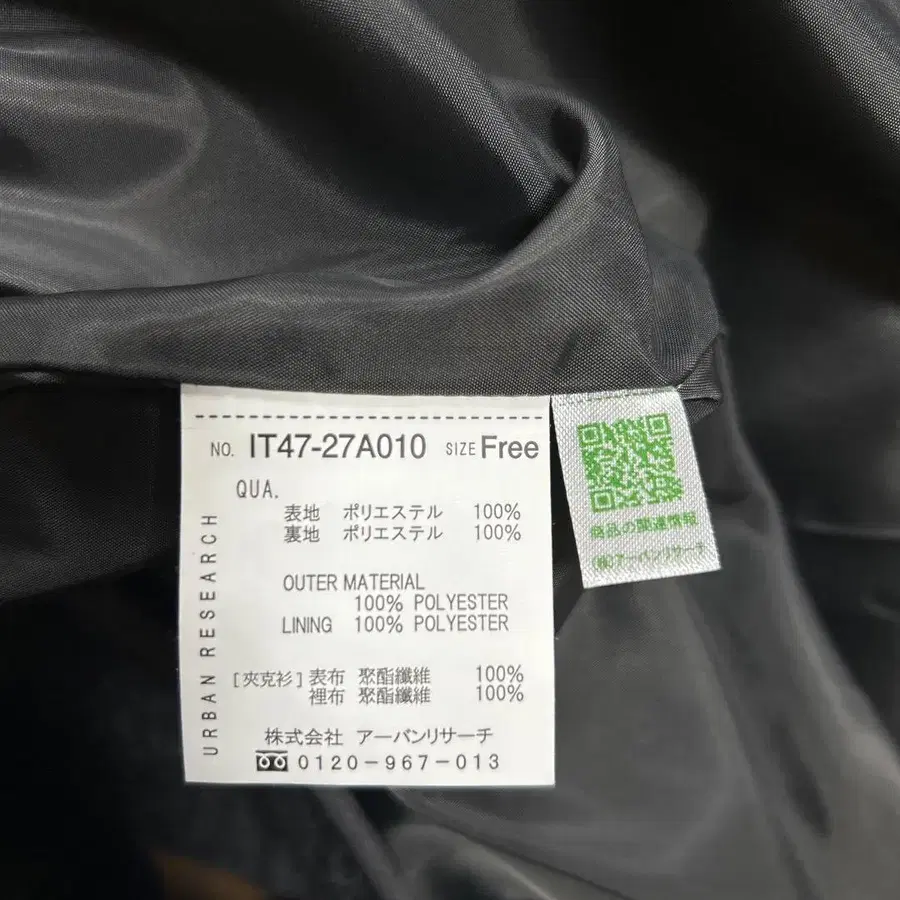 NO. IT47-27A010 SIZE Free
QUA.
表地 ポリエステル 100%
裏地 ポリエステル 100%
OUTER MATERIAL
100% POLYESTER
LINING 100% POLYESTER
[夾克衫] 表布 聚酯纖維 100%
裡布 聚酯纖維 100%
株式会社 アーバンリサーチ
0120-967-013
URBAN RESEARCH
商品の関連情報
(株)アーバンリサーチ